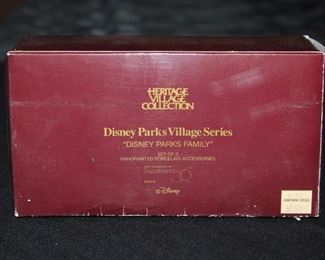 HERITAGE
VILLAGE
COLLECTION
Disney Parks Village Series
"DISNEY PARKS FAMILY"
SET OF 3
HANDPAINTED PORCELAIN ACCESSORIES
Department 56
© Disney